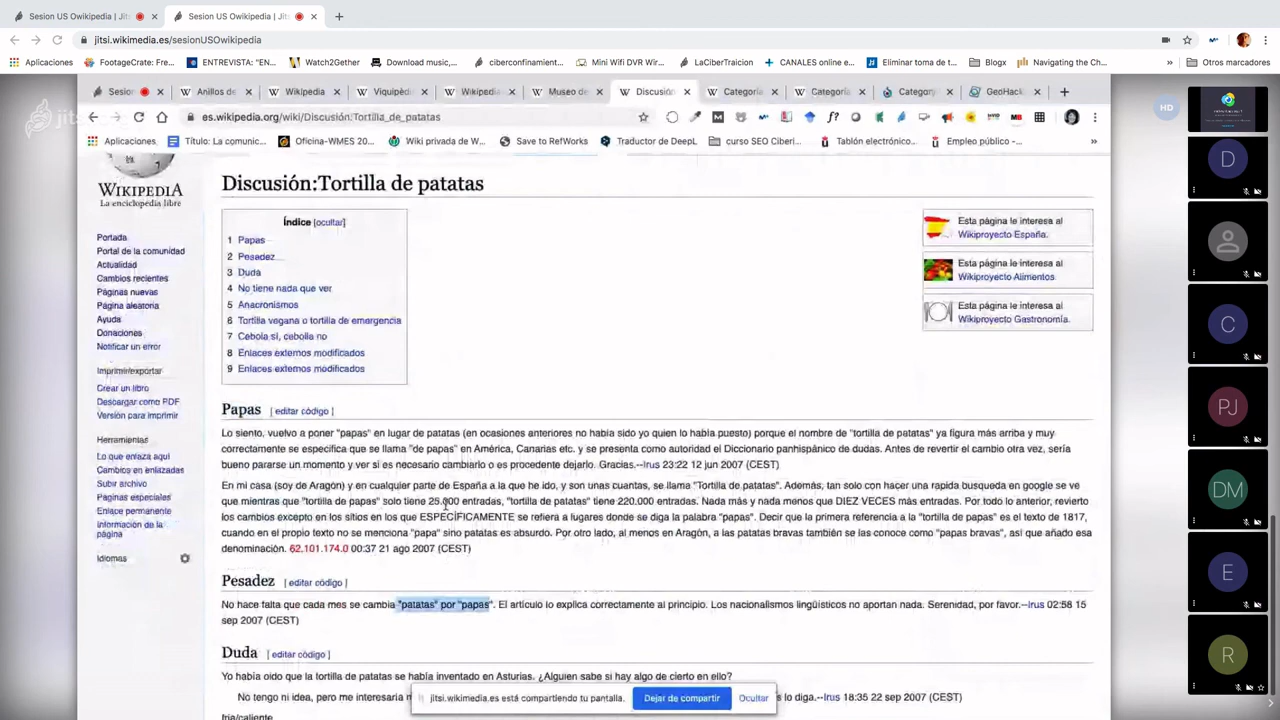 Sesion US Owikipedia | Jits
Sesion US Owikipedia | Jits
jitsi.wikimedia.es/sesionUSOwikipedia
Aplicaciones
FootageCrate: Fre...
ENTREVISTA: "EN...
Watch2Gether
Download music,...
ciberconfinamient...
Mini Wifi DVR Wir...
LaCiberTraicion
CANALES online e...
Eliminar toma de t...
Blogx
Navigating the Ch...
»
Otros marcadores
Sesion
Anillos de
Wikipedia
Viquipèdi
Wikipedia
Museo de
Discusión
Categoría
Categoría
Category
GeoHack
HD
jits
es.wikipedia.org/wiki/Discusión:Tortilla_de_patatas
Aplicaciones
Título: La comunic...
Oficina-WMES 20...
Wiki privada de W...
Save to RefWorks
Traductor de DeepL
curso SEO Ciberl...
Tablón electrónico...
Empleo público -...
»
WIKIPEDIA
La enciclopedia libre
Portada
Portal de la comunidad
Actualidad
Cambios recientes
Páginas nuevas
Página aleatoria
Ayuda
Donaciones
Notificar un error
Imprimir/exportar
Crear un libro
Descargar como PDF
Versión para imprimir
Herramientas
Lo que enlaza aquí
Cambios en enlazadas
Subir archivo
Páginas especiales
Enlace permanente
Información de la
página
Idiomas
Discusión:Tortilla de patatas
Índice [ocultar]
1 Papas
2 Pesadez
3 Duda
4 No tiene nada que ver
5 Anacronismos
6 Tortilla vegana o tortilla de emergencia
7 Cebola sí, cebolla no
8 Enlaces externos modificados
9 Enlaces externos modificados
Esta página le interesa al
Wikiproyecto España.
Esta página le interesa al
Wikiproyecto Alimentos.
Esta página le interesa al
Wikiproyecto Gastronomía.
Papas [ editar código ]
Lo siento, vuelvo a poner "papas" en lugar de patatas (en ocasiones anteriores no había sido yo quien lo había puesto) porque el nombre de "tortilla de patatas" ya figura más arriba y muy
correctamente se especifica que se llama "de papas" en América, Canarias etc. y se presenta como autoridad el Diccionario panhispánico de dudas. Antes de revertir el cambio otra vez, sería
bueno pararse un momento y ver si es necesario cambiarlo o es procedente dejarlo. Gracias.--Irus 23:22 12 jun 2007 (CEST)
En mi casa (soy de Aragón) y en cualquier parte de España a la que he ido, y son unas cuantas, se llama "Tortilla de patatas". Además, tan solo con hacer una rapida busqueda en google se ve
que mientras que "tortilla de papas" solo tiene 25.000 entradas, "tortilla de patatas" tiene 220.000 entradas. Nada más y nada menos que DIEZ VECES más entradas. Por todo lo anterior, revierto
los cambios excepto en los sitios en los que ESPECÍFICAMENTE se refiera a lugares donde se diga la palabra "papas". Decir que la primera referencia a la "tortilla de papas" es el texto de 1817,
cuando en el propio texto no se menciona "papa" sino patatas es absurdo. Por otro lado, al menos en Aragón, a las patatas bravas también se las conoce como "papas bravas", asi que añado esa
denominación. 62.101.174.0 00:37 21 ago 2007 (CEST)
Pesadez [ editar código ]
No hace falta que cada mes se cambia "patatas" por "papas". El artículo lo explica correctamente al principio. Los nacionalismos lingüisticos no aportan nada. Serenidad, por favor.--Irus 02:58 15
sep 2007 (CEST)
Duda [ editar código ]
Yo había oido que la tortilla de patatas se había inventado en Asturias. ¿Alguien sabe si hay algo de cierto en ello?
No tengo ni idea, pero me interesaría
s lo diga.--Irus 18:35 22 sep 2007 (CEST)
fría/caliente
jitsi.wikimedia.es está compartiendo tu pantalla.
Dejar de compartir
Ocultar
D
C
PJ
DM
E
R